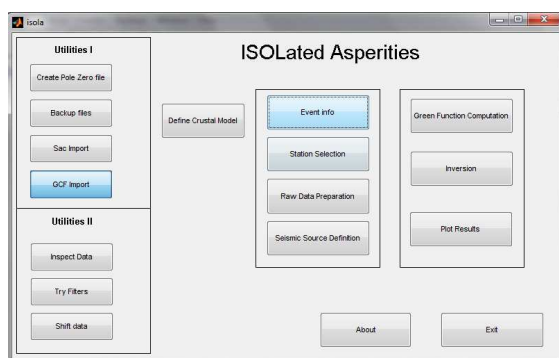 isola
ISOLated Asperities
Utilities I
Create Pole Zero file
Backup files
Sac Import
GCF Import
Utilities II
Inspect Data
Try Filters
Shift data
Define Crustal Model
Event info
Station Selection
Raw Data Preparation
Seismic Source Definition
Green Function Computation
Inversion
Plot Results
About
Exit